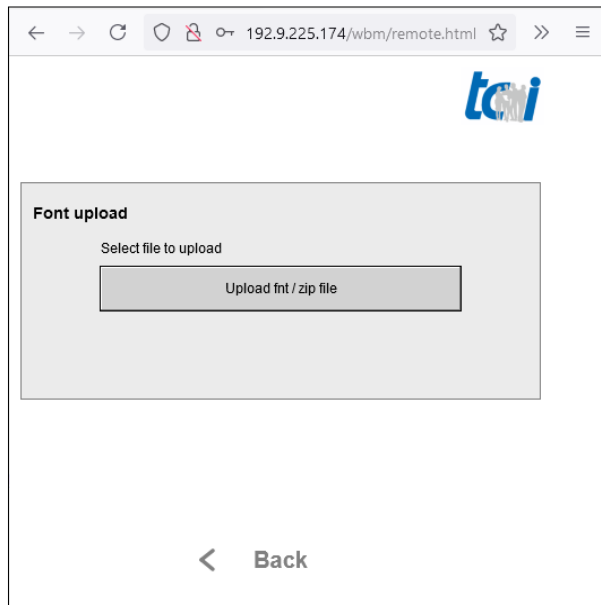 192.9.225.174/wbm/remote.html
tci
Font upload
Select file to upload
Upload fnt / zip file
Back